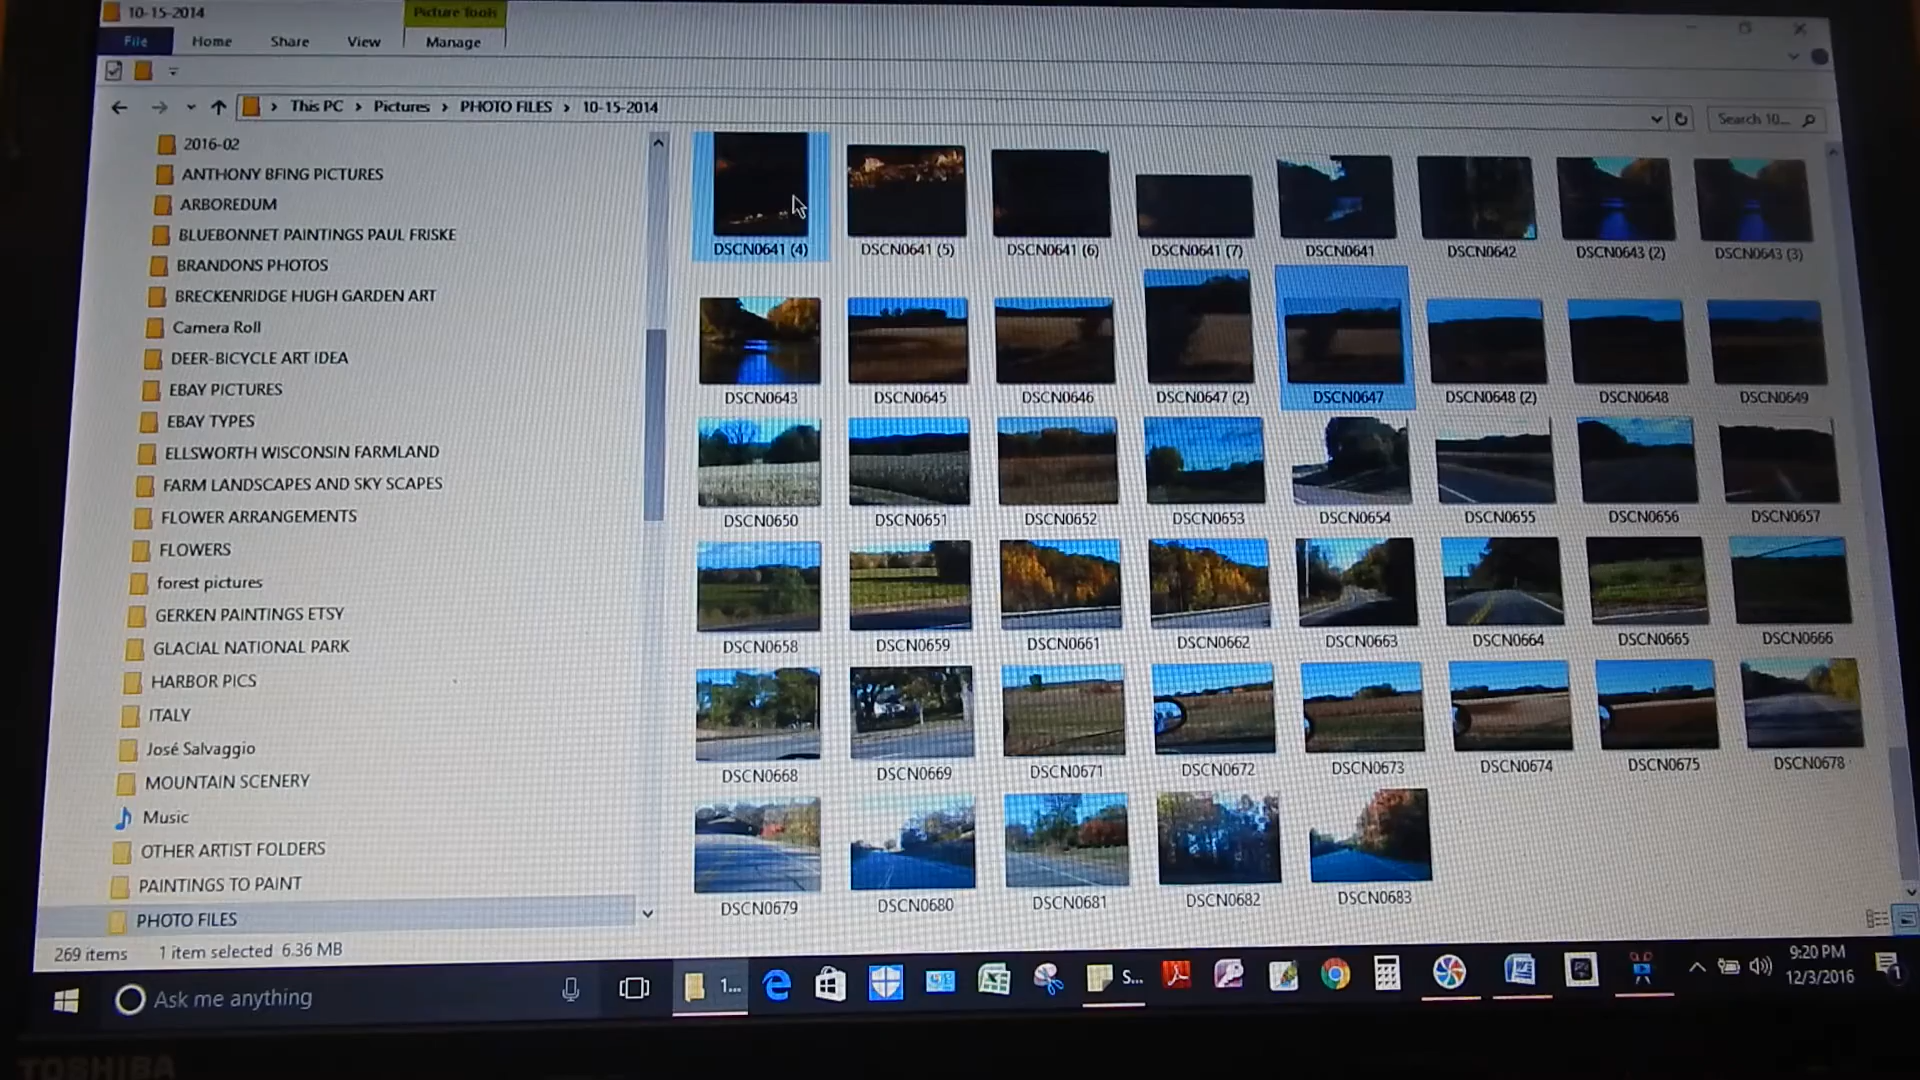 10-15-2014
Picture Tools
File Home Share View Manage
This PC > Pictures > PHOTO FILES > 10-15-2014
Search 10...
2016-02
ANTHONY BFING PICTURES
ARBOREDUM
BLUEBONNET PAINTINGS PAUL FRISKE
BRANDONS PHOTOS
BRECKENRIDGE HUGH GARDEN ART
Camera Roll
DEER-BICYCLE ART IDEA
EBAY PICTURES
EBAY TYPES
ELLSWORTH WISCONSIN FARMLAND
FARM LANDSCAPES AND SKY SCAPES
FLOWER ARRANGEMENTS
FLOWERS
forest pictures
GERKEN PAINTINGS ETSY
GLACIAL NATIONAL PARK
HARBOR PICS
ITALY
José Salvaggio
MOUNTAIN SCENERY
Music
OTHER ARTIST FOLDERS
PAINTINGS TO PAINT
PHOTO FILES
DSCN0641 (4) DSCN0641 (5) DSCN0641 (6) DSCN0641 (7) DSCN0641 DSCN0642 DSCN0643 (2) DSCN0643 (3)
DSCN0643 DSCN0645 DSCN0646 DSCN0647 (2) DSCN0647 DSCN0648 (2) DSCN0648 DSCN0649
DSCN0650 DSCN0651 DSCN0652 DSCN0653 DSCN0654 DSCN0655 DSCN0656 DSCN0657
DSCN0658 DSCN0659 DSCN0661 DSCN0662 DSCN0663 DSCN0664 DSCN0665 DSCN0666
DSCN0668 DSCN0669 DSCN0671 DSCN0672 DSCN0673 DSCN0674 DSCN0675 DSCN0678
DSCN0679 DSCN0680 DSCN0681 DSCN0682 DSCN0683
269 items 1 item selected 6.36 MB
Ask me anything
1...
S...
9:20 PM
12/3/2016
1
TOSHIBA